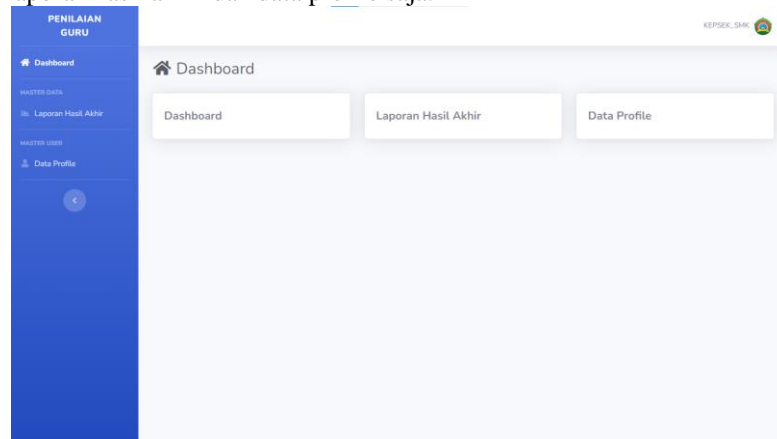 PENILAIAN
GURU
KEPSEK_SMK
Dashboard
Dashboard
MASTER DATA
Laporan Hasil Akhir
Dashboard
Laporan Hasil Akhir
Data Profile
MASTER USER
Data Profile